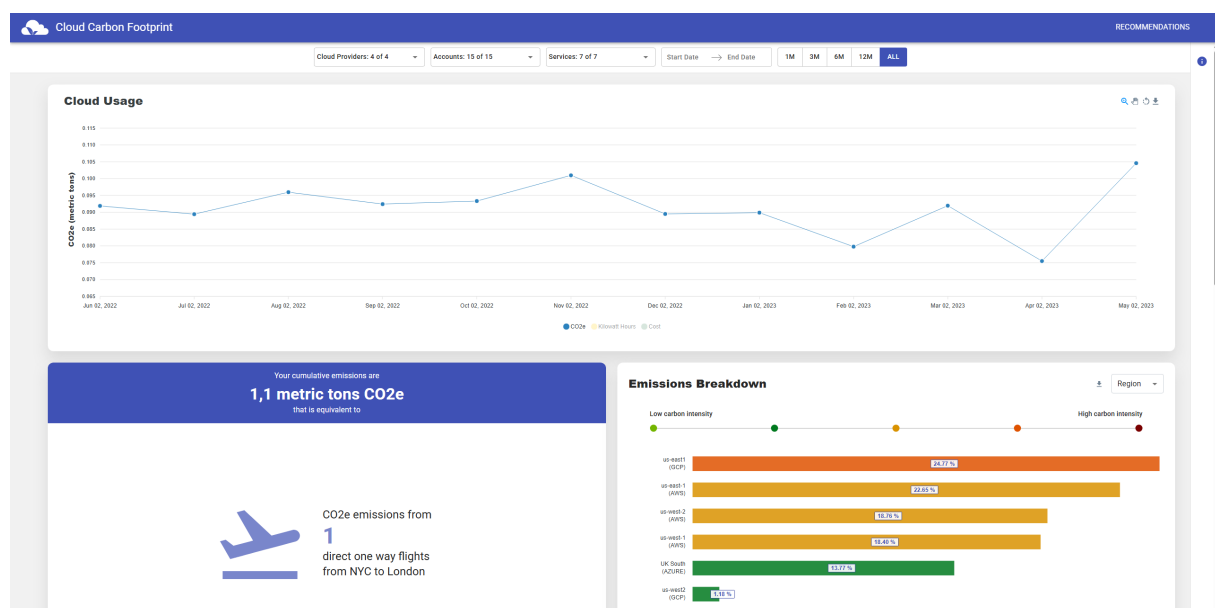 Cloud Carbon Footprint
RECOMMENDATIONS
Cloud Providers: 4 of 4
Accounts: 15 of 15
Services: 7 of 7
Start Date → End Date
1M 3M 6M 12M ALL
Cloud Usage
CO2e (metric tons)
0.115
0.110
0.105
0.100
0.095
0.090
0.085
0.080
0.075
0.070
0.065
Jun 02, 2022
Jul 02, 2022
Aug 02, 2022
Sep 02, 2022
Oct 02, 2022
Nov 02, 2022
Dec 02, 2022
Jan 02, 2023
Feb 02, 2023
Mar 02, 2023
Apr 02, 2023
May 02, 2023
CO2e Kilowatt Hours Cost
Your cumulative emissions are
1,1 metric tons CO2e
that is equivalent to
CO2e emissions from
1
direct one way flights
from NYC to London
Emissions Breakdown
Region
Low carbon intensity
High carbon intensity
us-east1
(GCP)
24.77 %
us-east-1
(AWS)
22.65 %
us-west-2
(AWS)
18.76 %
us-west-1
(AWS)
18.40 %
UK South
(AZURE)
13.77 %
us-west2
(GCP)
1.18 %